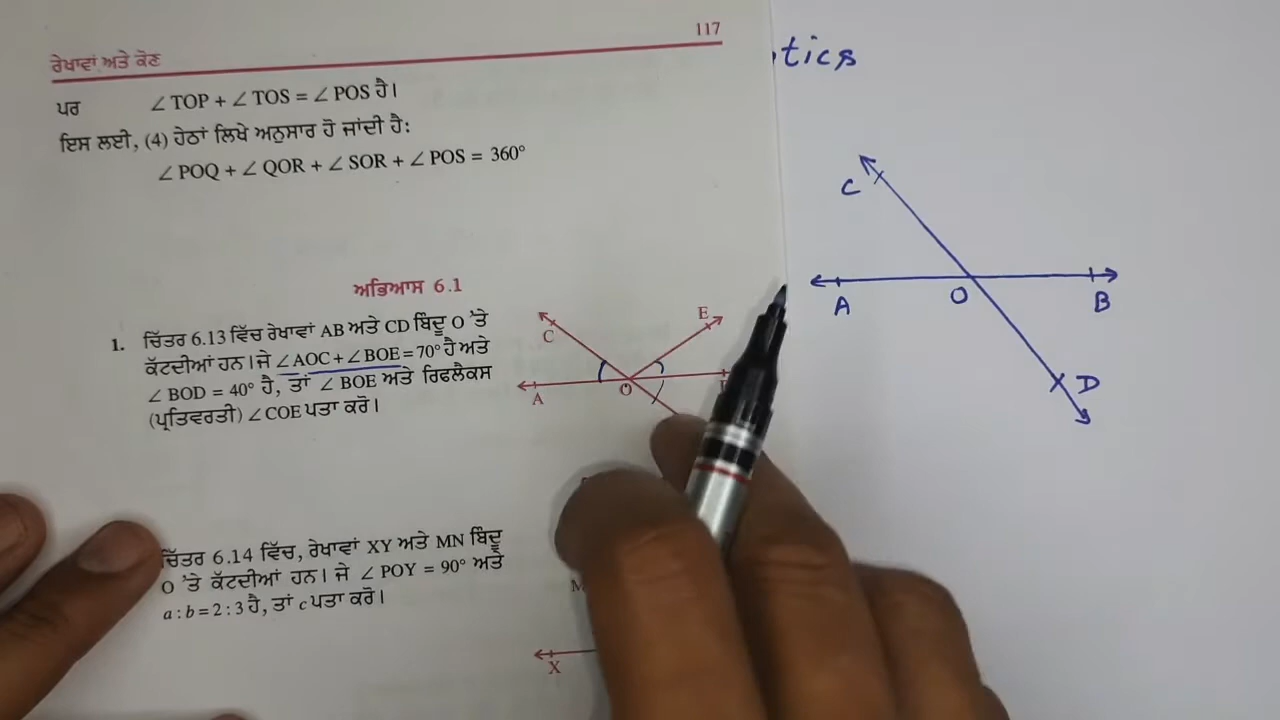 ਰੇਖਾਵਾਂ ਅਤੇ ਕੋਣ
117
ਪਰ ∠ TOP + ∠ TOS = ∠ POS ਹੈ।
ਇਸ ਲਈ, (4) ਹੇਠਾਂ ਲਿਖੇ ਅਨੁਸਾਰ ਹੋ ਜਾਂਦੀ ਹੈ:
∠ POQ + ∠ QOR + ∠ SOR + ∠ POS = 360°
ਅਭਿਆਸ 6.1
1. ਚਿੱਤਰ 6.13 ਵਿੱਚ ਰੇਖਾਵਾਂ AB ਅਤੇ CD ਬਿੰਦੂ O 'ਤੇ
ਕੱਟਦੀਆਂ ਹਨ। ਜੇ ∠AOC + ∠ BOE = 70° ਹੈ ਅਤੇ
∠ BOD = 40° ਹੈ, ਤਾਂ ∠ BOE ਅਤੇ ਰਿਫਲੈਕਸ
(ਪ੍ਰਤਿਵਰਤੀ) ∠COE ਪਤਾ ਕਰੋ।
C
E
A
O
ਚਿੱਤਰ 6.14 ਵਿੱਚ, ਰੇਖਾਵਾਂ XY ਅਤੇ MN ਬਿੰਦੂ
O 'ਤੇ ਕੱਟਦੀਆਂ ਹਨ। ਜੇ ∠ POY = 90° ਅਤੇ
a : b = 2 : 3 ਹੈ, ਤਾਂ c ਪਤਾ ਕਰੋ।
M
X
tics
C
A
O
B
D